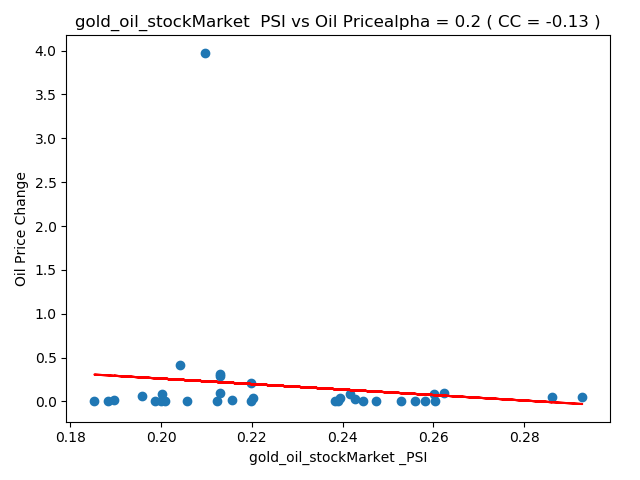 gold_oil_stockMarket  PSI vs Oil Pricealpha = 0.2 ( CC = -0.13 )
4.0
3.5
3.0
2.5
2.0
1.5
1.0
0.5
0.0
Oil Price Change
0.18 0.20 0.22 0.24 0.26 0.28
gold_oil_stockMarket _PSI